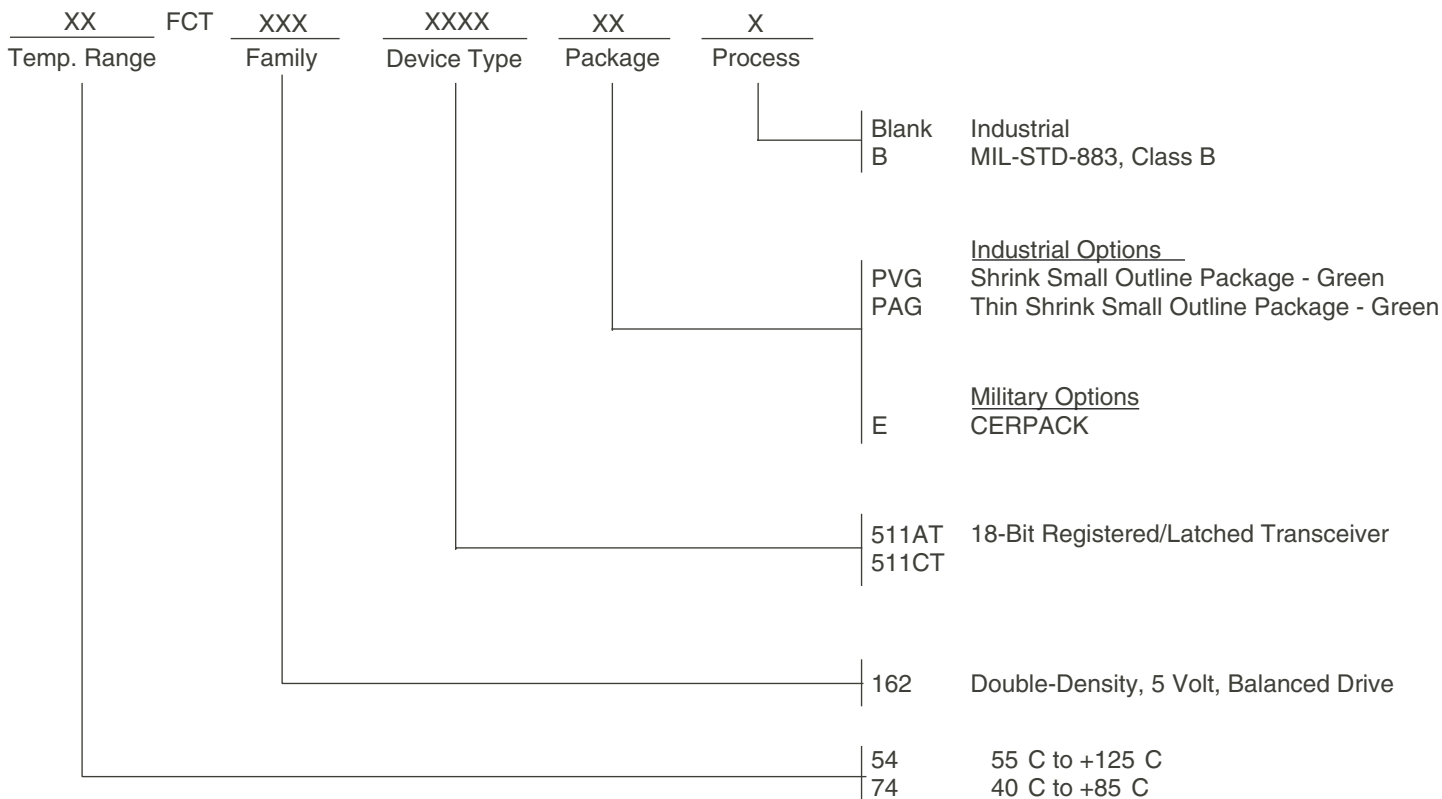 XX FCT XXX XXXX XX X
Temp. Range Family Device Type Package Process
Blank Industrial
B MIL-STD-883, Class B
Industrial Options
PVG Shrink Small Outline Package - Green
PAG Thin Shrink Small Outline Package - Green
Military Options
E CERPACK
511AT 18-Bit Registered/Latched Transceiver
511CT
162 Double-Density, 5 Volt, Balanced Drive
54 55 C to +125 C
74 40 C to +85 C